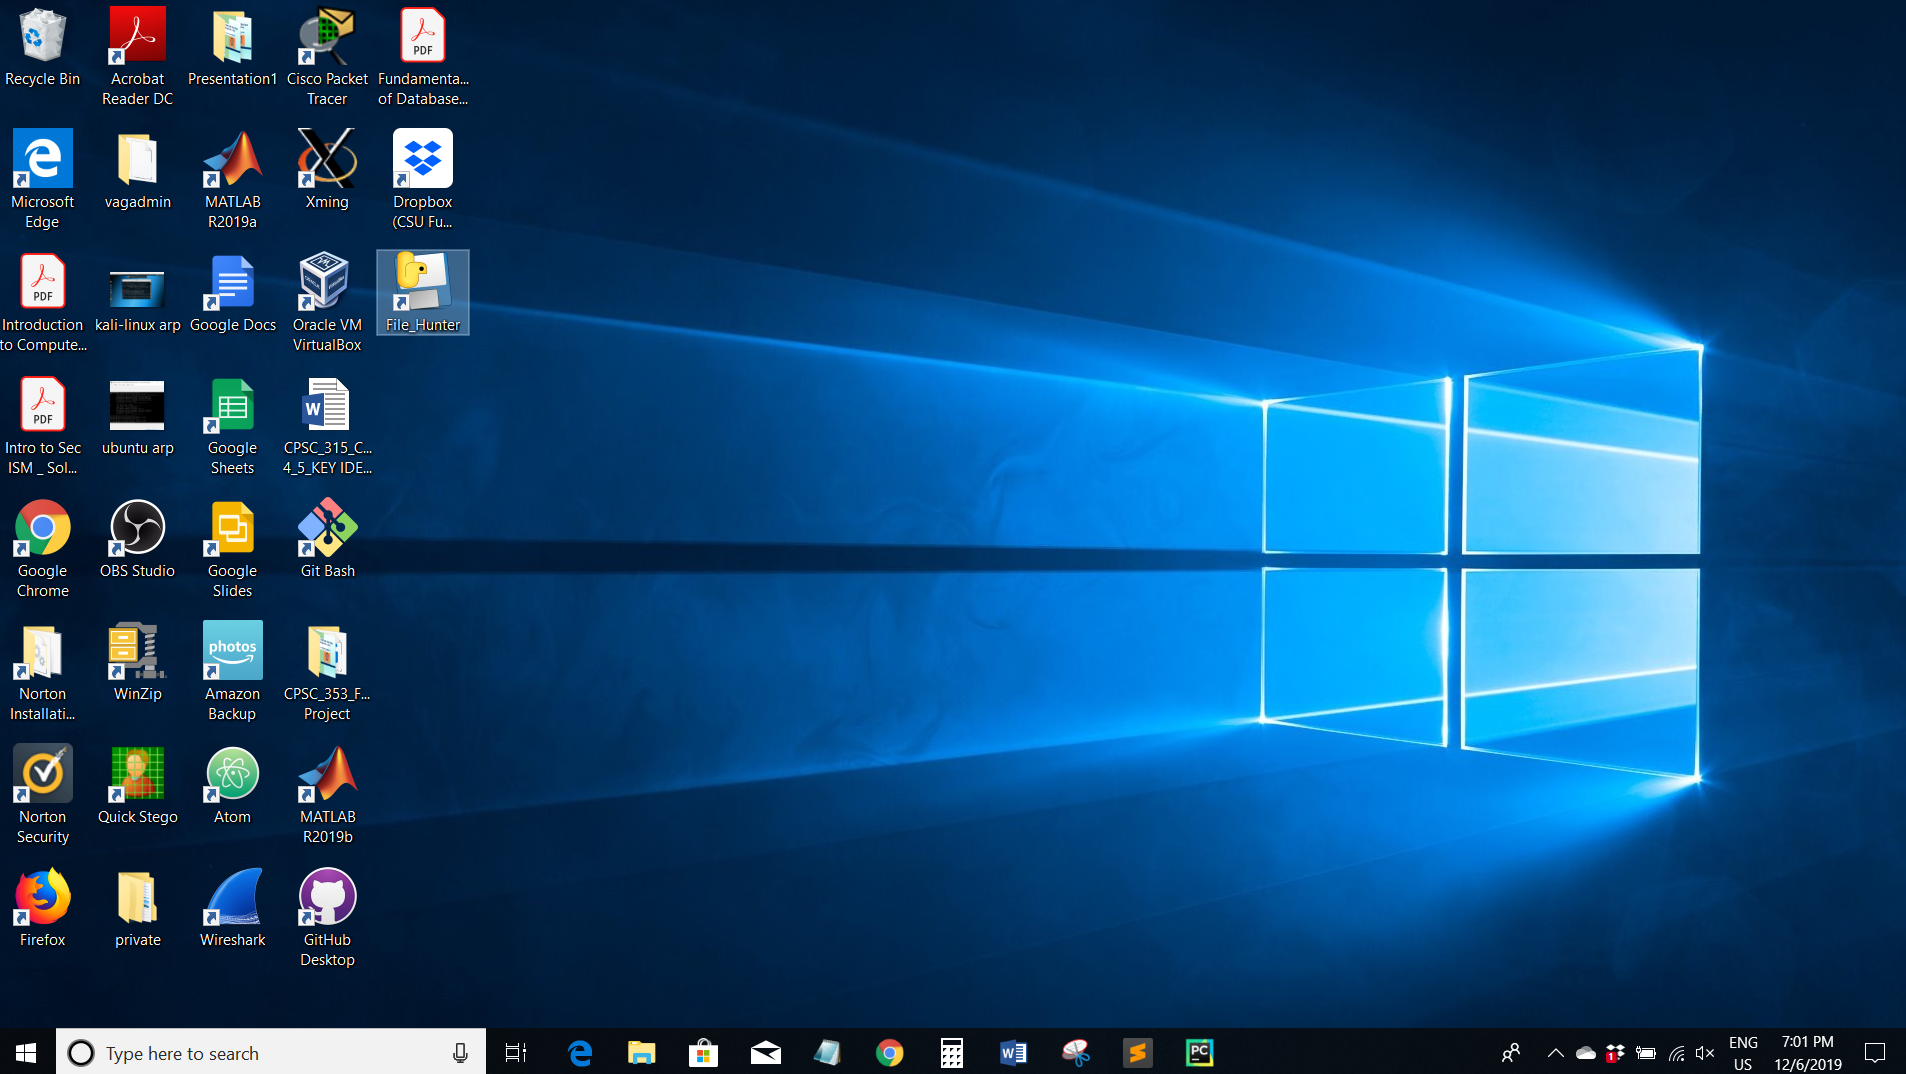 Recycle Bin
Acrobat
Reader DC
Presentation1
Cisco Packet
Tracer
PDF
Fundamenta...
of Database...
Microsoft
Edge
vagadmin
MATLAB
R2019a
Xming
Dropbox
(CSU Fu...
PDF
Introduction
to Compute...
kali-linux arp
Google Docs
Oracle VM
VirtualBox
File_Hunter
PDF
Intro to Sec
ISM _ Sol...
ubuntu arp
Google
Sheets
W
CPSC_315_C...
4_5_KEY IDE...
Google
Chrome
OBS Studio
Google
Slides
Git Bash
Norton
Installati...
WinZip
photos
Amazon
Backup
CPSC_353_F...
Project
Norton
Security
Quick Stego
Atom
MATLAB
R2019b
Firefox
private
Wireshark
GitHub
Desktop
Type here to search
W
PC
1
ENG
US
7:01 PM
12/6/2019